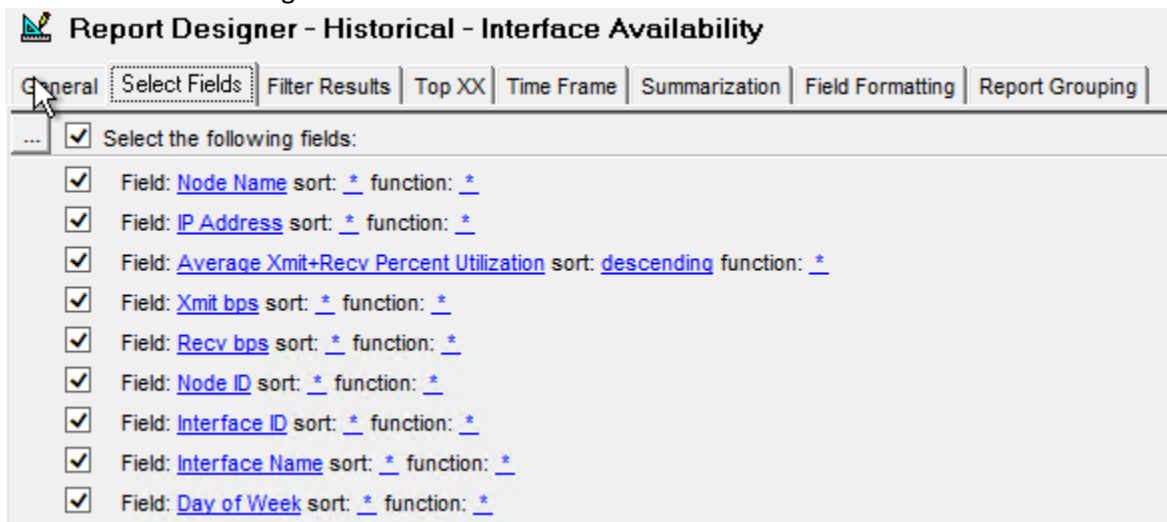 Report Designer - Historical - Interface Availability
General Select Fields Filter Results Top XX Time Frame Summarization Field Formatting Report Grouping
... Select the following fields:
Field: Node Name sort: * function: *
Field: IP Address sort: * function: *
Field: Average Xmit+Recv Percent Utilization sort: descending function: *
Field: Xmit bps sort: * function: *
Field: Recv bps sort: * function: *
Field: Node ID sort: * function: *
Field: Interface ID sort: * function: *
Field: Interface Name sort: * function: *
Field: Day of Week sort: * function: *